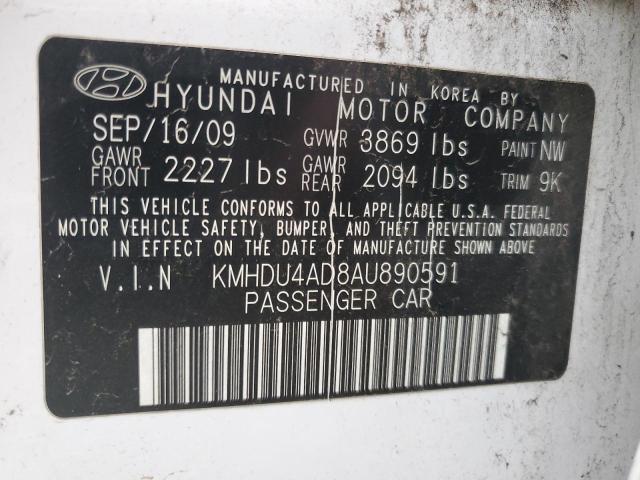 MANUFACTURED IN KOREA BY
HYUNDAI MOTOR COMPANY
SEP/16/09 GVWR 3869 lbs PAINT NW
GAWR FRONT 2227 lbs GAWR REAR 2094 lbs TRIM 9K
THIS VEHICLE CONFORMS TO ALL APPLICABLE U.S.A. FEDERAL
MOTOR VEHICLE SAFETY, BUMPER, AND THEFT PREVENTION STANDARDS
IN EFFECT ON THE DATE OF MANUFACTURE SHOWN ABOVE
V.I.N KMHDU4AD8AU890591
PASSENGER CAR